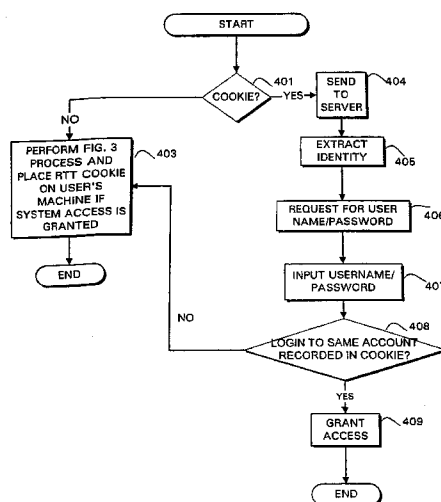 START
COOKIE?
401
YES
SEND
TO
SERVER
404
NO
PERFORM FIG. 3
PROCESS AND
PLACE RTT COOKIE
ON USER'S
MACHINE IF
SYSTEM ACCESS IS
GRANTED
403
END
EXTRACT
IDENTITY
405
REQUEST FOR USER
NAME/PASSWORD
406
INPUT USERNAME/
PASSWORD
407
408
LOGIN TO SAME ACCOUNT
RECORDED IN COOKIE?
NO
YES
GRANT
ACCESS
409
END